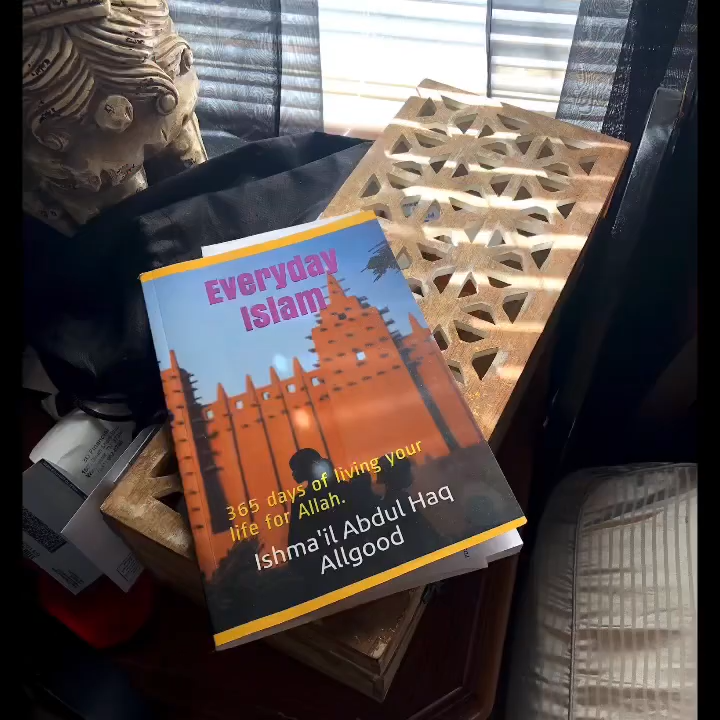 Everyday
Islam
365 days of living your
life for Allah.
Ishma'il Abdul Haq
Allgood